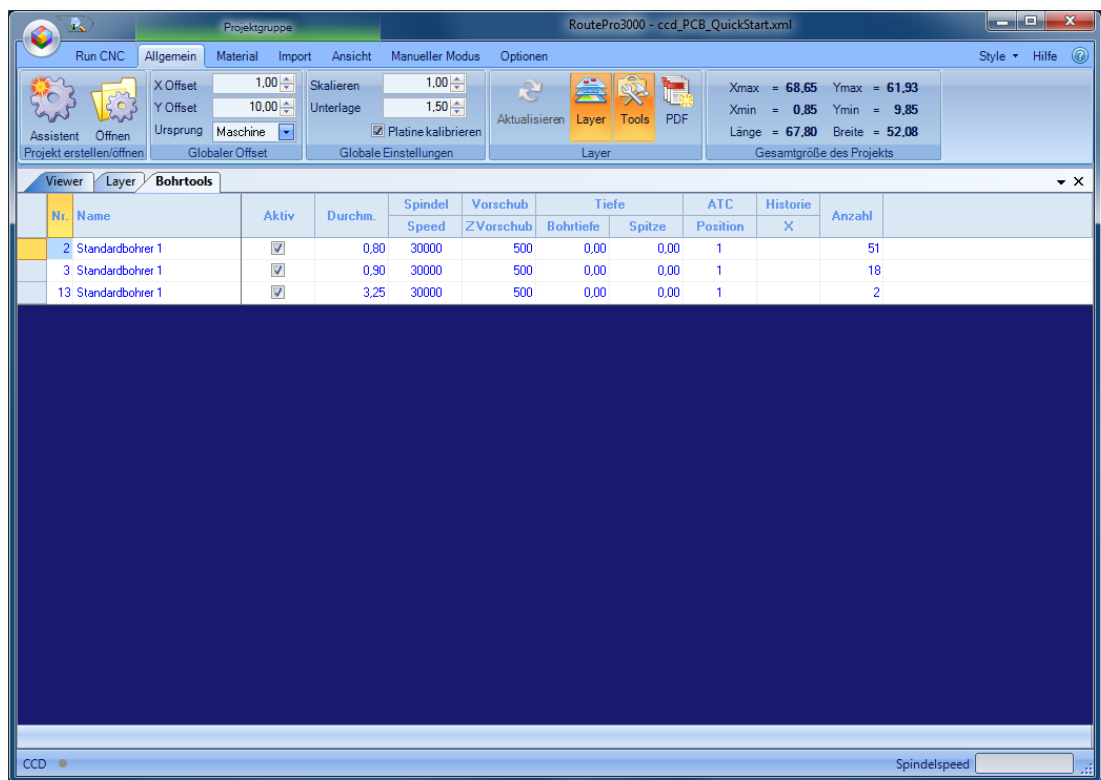 Projektgruppe
RoutePro3000 - ccd_PCB_QuickStart.xml
Run CNC Allgemein Material Import Ansicht Manueller Modus Optionen Style Hilfe
X Offset 1,00 Skalieren 1,00 Xmax = 68,65 Ymax = 61,93
Y Offset 10,00 Unterlage 1,50 Xmin = 0,85 Ymin = 9,85
Assistent Öffnen Ursprung Maschine Platine kalibrieren Aktualisieren Layer Tools PDF Länge = 67,80 Breite = 52,08
Projekt erstellen/öffnen Globaler Offset Globale Einstellungen Layer Gesamtgröße des Projekts
Viewer Layer Bohrtools X
Nr. Name Aktiv Durchm. Spindel Vorschub Tiefe ATC Historie Anzahl
Speed ZVorschub Bohrtiefe Spitze Position X
2 Standardbohrer 1 0,80 30000 500 0,00 0,00 1 51
3 Standardbohrer 1 0,90 30000 500 0,00 0,00 1 18
13 Standardbohrer 1 3,25 30000 500 0,00 0,00 1 2
CCD Spindelspeed